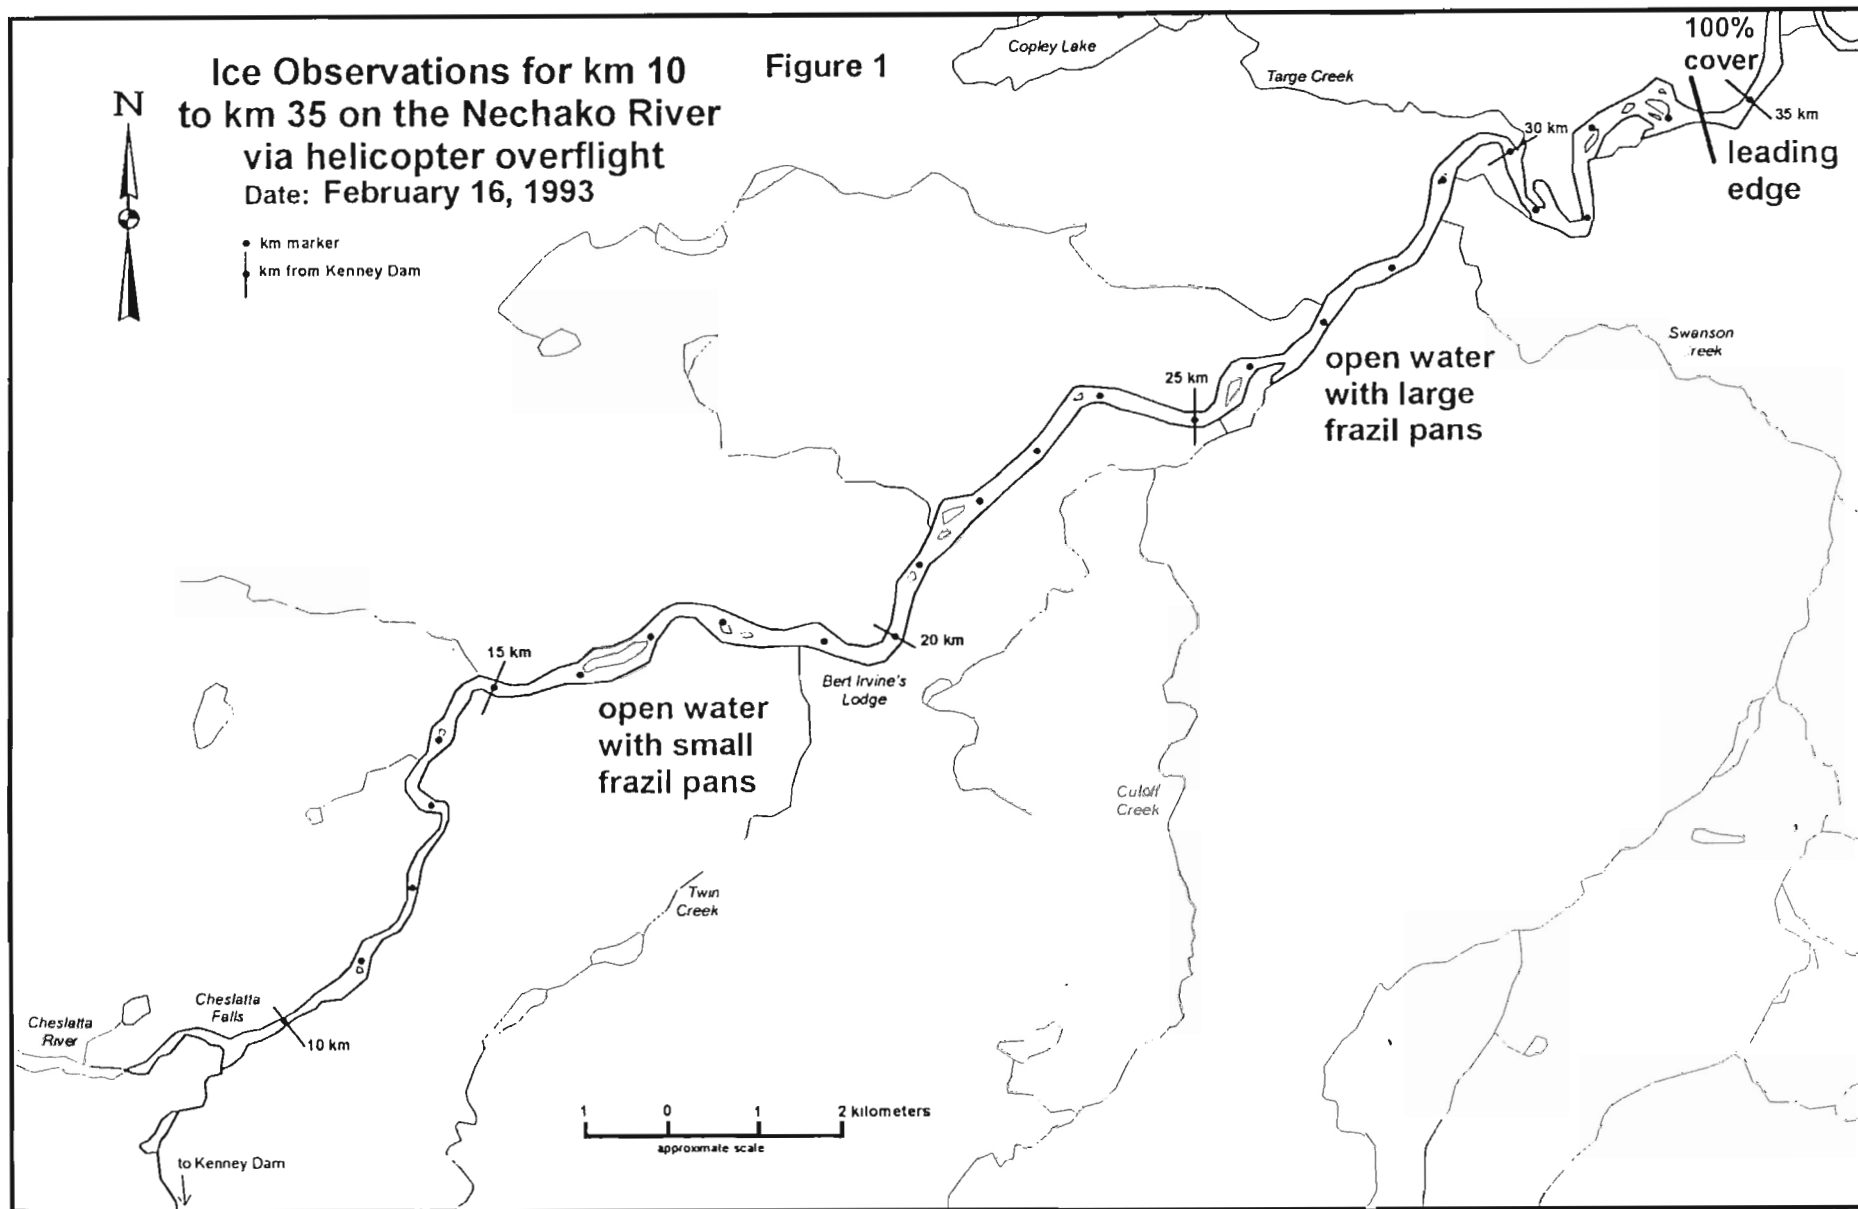 Ice Observations for km 10
to km 35 on the Nechako River
via helicopter overflight
Date: February 16, 1993
Figure 1
N
km marker
km from Kenney Dam
Copley Lake
Targe Creek
100%
cover
35 km
leading
edge
30 km
Swanson
reek
open water
with large
frazil pans
25 km
20 km
15 km
Bert Irvine's
Lodge
open water
with small
frazil pans
Cutoff
Creek
Twin
Creek
Cheslatta
Falls
Cheslatta
River
10 km
1 0 1 2 kilometers
approximate scale
to Kenney Dam